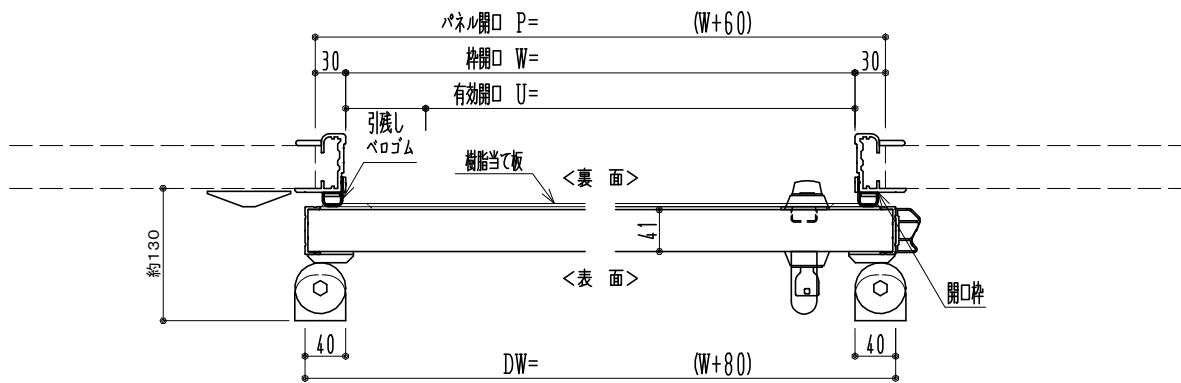 パネル開口 P= (W+60)
30 枠開口 W= 30
有効開口 U=
引残し
ベロゴム
樹脂当て板
<裏 面>
41
約130
<表 面>
開口枠
40 40
DW= (W+80)